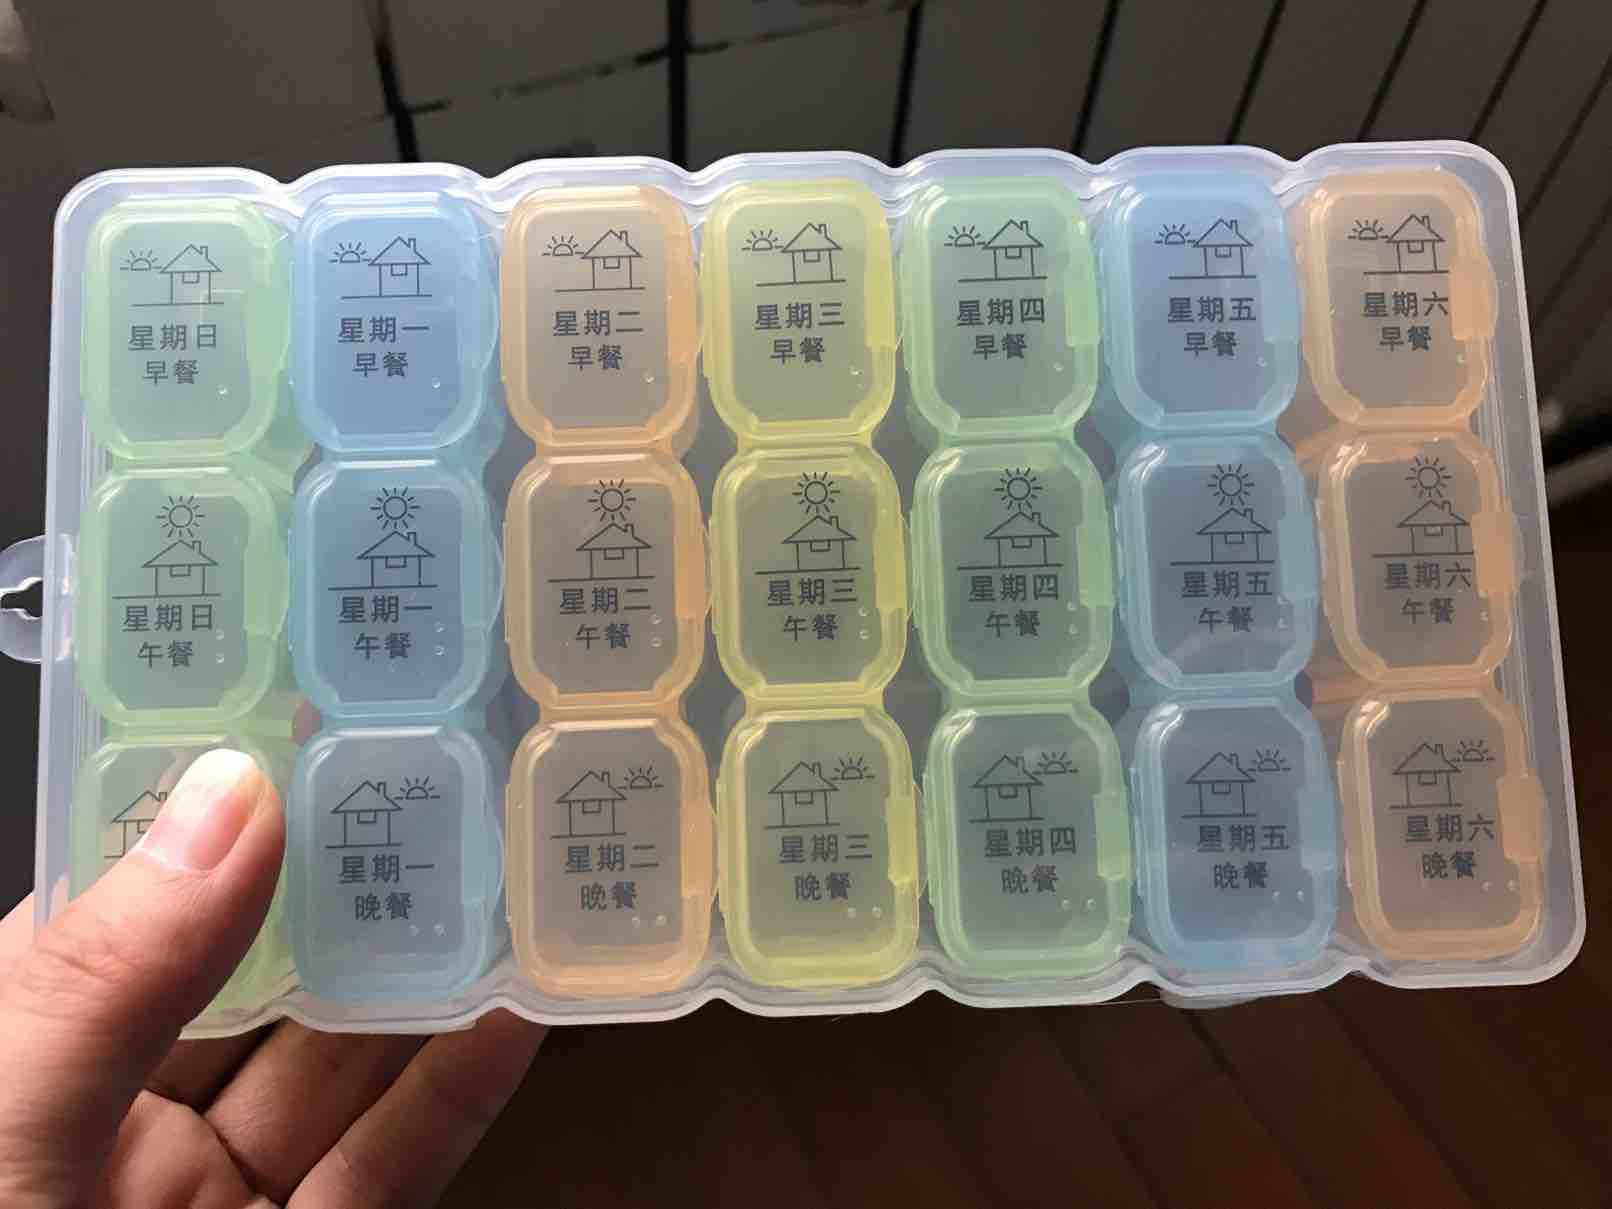 星期日
早餐
星期一
早餐
星期二
早餐
星期三
早餐
星期四
早餐
星期五
早餐
星期六
早餐
星期日
午餐
星期一
午餐
星期二
午餐
星期三
午餐
星期四
午餐
星期五
午餐
星期六
午餐
星期一
晚餐
星期二
晚餐
星期三
晚餐
星期四
晚餐
星期五
晚餐
星期六
晚餐